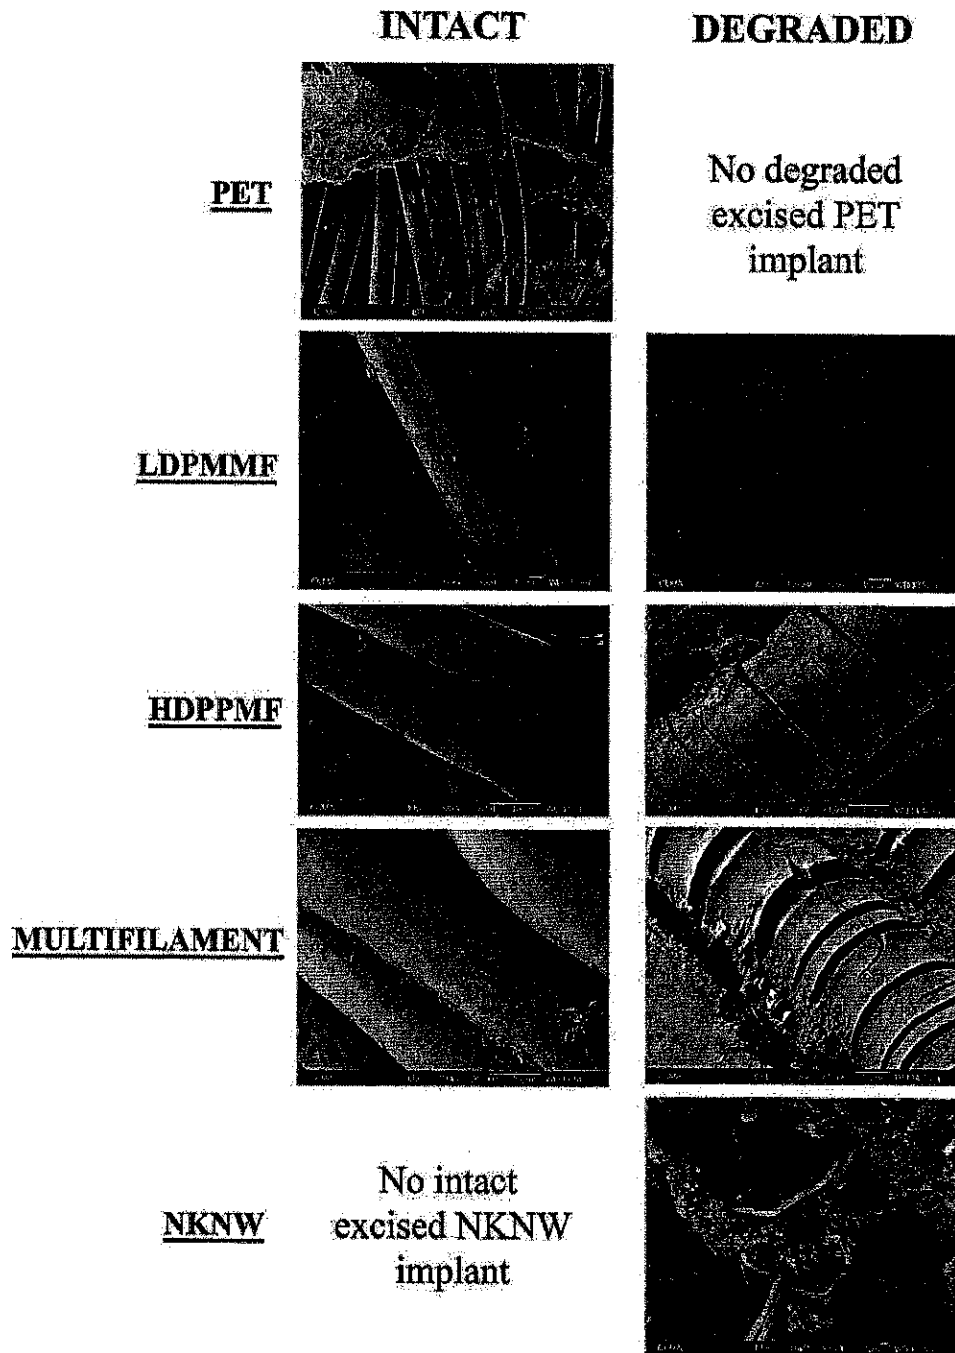 INTACT
DEGRADED
PET
No degraded
excised PET
implant
LDPMMF
HDPPMF
MULTIFILAMENT
No intact
excised NKNW
implant
NKNW